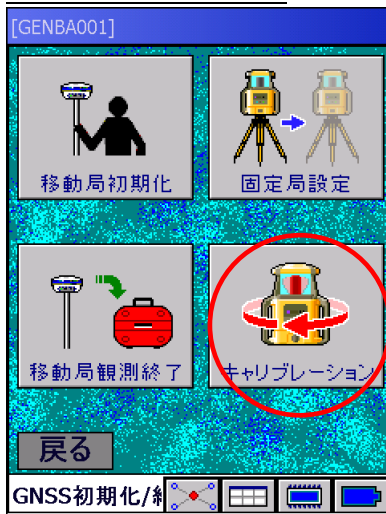 [GENBA001]
移動局初期化
固定局設定
移動局観測終了
キャリブレーション
戻る
GNSS初期化/